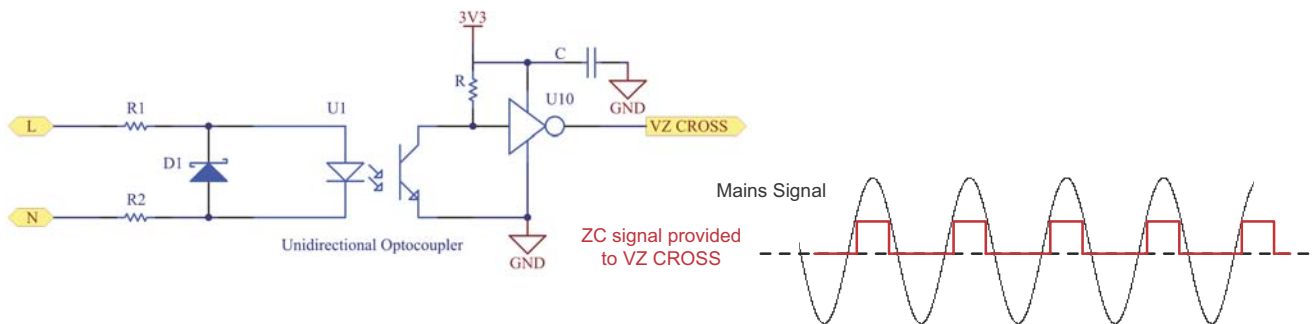 3V3
C
R
GND
U10
R1
U1
L
VZ CROSS
D1
R2
N
Unidirectional Optocoupler
GND
Mains Signal
ZC signal provided
to VZ CROSS